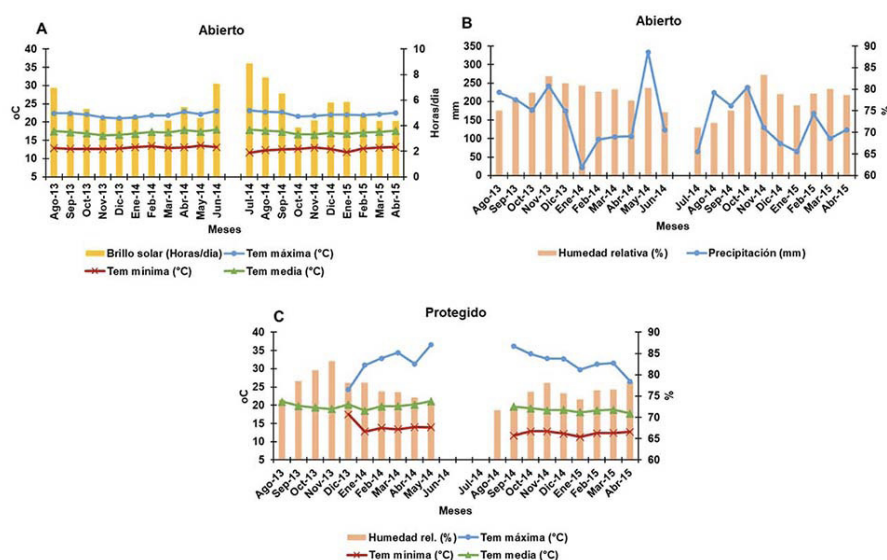 A
Abierto
oC
40
35
30
25
20
15
10
5
10
8
6
4
2
0
Horas/dia
Ago-13
Sep-13
Oct-13
Nov-13
Dic-13
Ene-14
Feb-14
Mar-14
Abr-14
May-14
Jun-14
Jul-14
Ago-14
Sep-14
Oct-14
Nov-14
Dic-14
Ene-15
Feb-15
Mar-15
Abr-15
Meses
Brillo solar (Horas/dia)
Tem máxima (°C)
Tem minima (°C)
Tem media (°C)
B
Abierto
mm
350
300
250
200
150
100
50
0
90
85
80
75
70
65
60
%
Ago-13
Sep-13
Oct-13
Nov-13
Dic-13
Ene-14
Feb-14
Mar-14
Abr-14
May-14
Jun-14
Jul-14
Ago-14
Sep-14
Oct-14
Nov-14
Dic-14
Ene-15
Feb-15
Mar-15
Abr-15
Meses
Humedad relativa (%)
Precipitación (mm)
C
Protegido
oC
40
35
30
25
20
15
10
5
90
85
80
75
70
65
60
%
Ago-13
Sep-13
Oct-13
Nov-13
Dic-13
Ene-14
Feb-14
Mar-14
Abr-14
May-14
Jun-14
Jul-14
Ago-14
Sep-14
Oct-14
Nov-14
Dic-14
Ene-15
Feb-15
Mar-15
Abr-15
Meses
Humedad rel. (%)
Tem máxima (°C)
Tem minima (°C)
Tem media (°C)